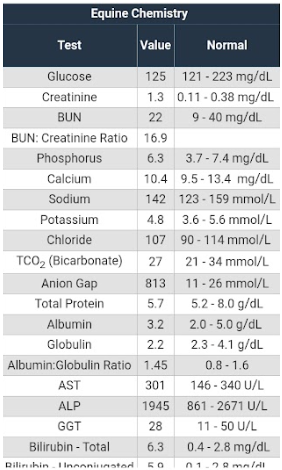 Equine Chemistry
Test Value Normal
Glucose 125 121 - 223 mg/dL
Creatinine 1.3 0.11 - 0.38 mg/dL
BUN 22 9 - 40 mg/dL
BUN: Creatinine Ratio 16.9
Phosphorus 6.3 3.7 - 7.4 mg/dL
Calcium 10.4 9.5 - 13.4 mg/dL
Sodium 142 123 - 159 mmol/L
Potassium 4.8 3.6 - 5.6 mmol/L
Chloride 107 90 - 114 mmol/L
TCO₂ (Bicarbonate) 27 21 - 34 mmol/L
Anion Gap 813 11 - 26 mmol/L
Total Protein 5.7 5.2 - 8.0 g/dL
Albumin 3.2 2.0 - 5.0 g/dL
Globulin 2.2 2.3 - 4.1 g/dL
Albumin:Globulin Ratio 1.45 0.8 - 1.6
AST 301 146 - 340 U/L
ALP 1945 861 - 2671 U/L
GGT 28 11 - 50 U/L
Bilirubin - Total 6.3 0.4 - 2.8 mg/dL
Bilirubin - Unconjugated 5.9 0.1 - 2.8 mg/dL